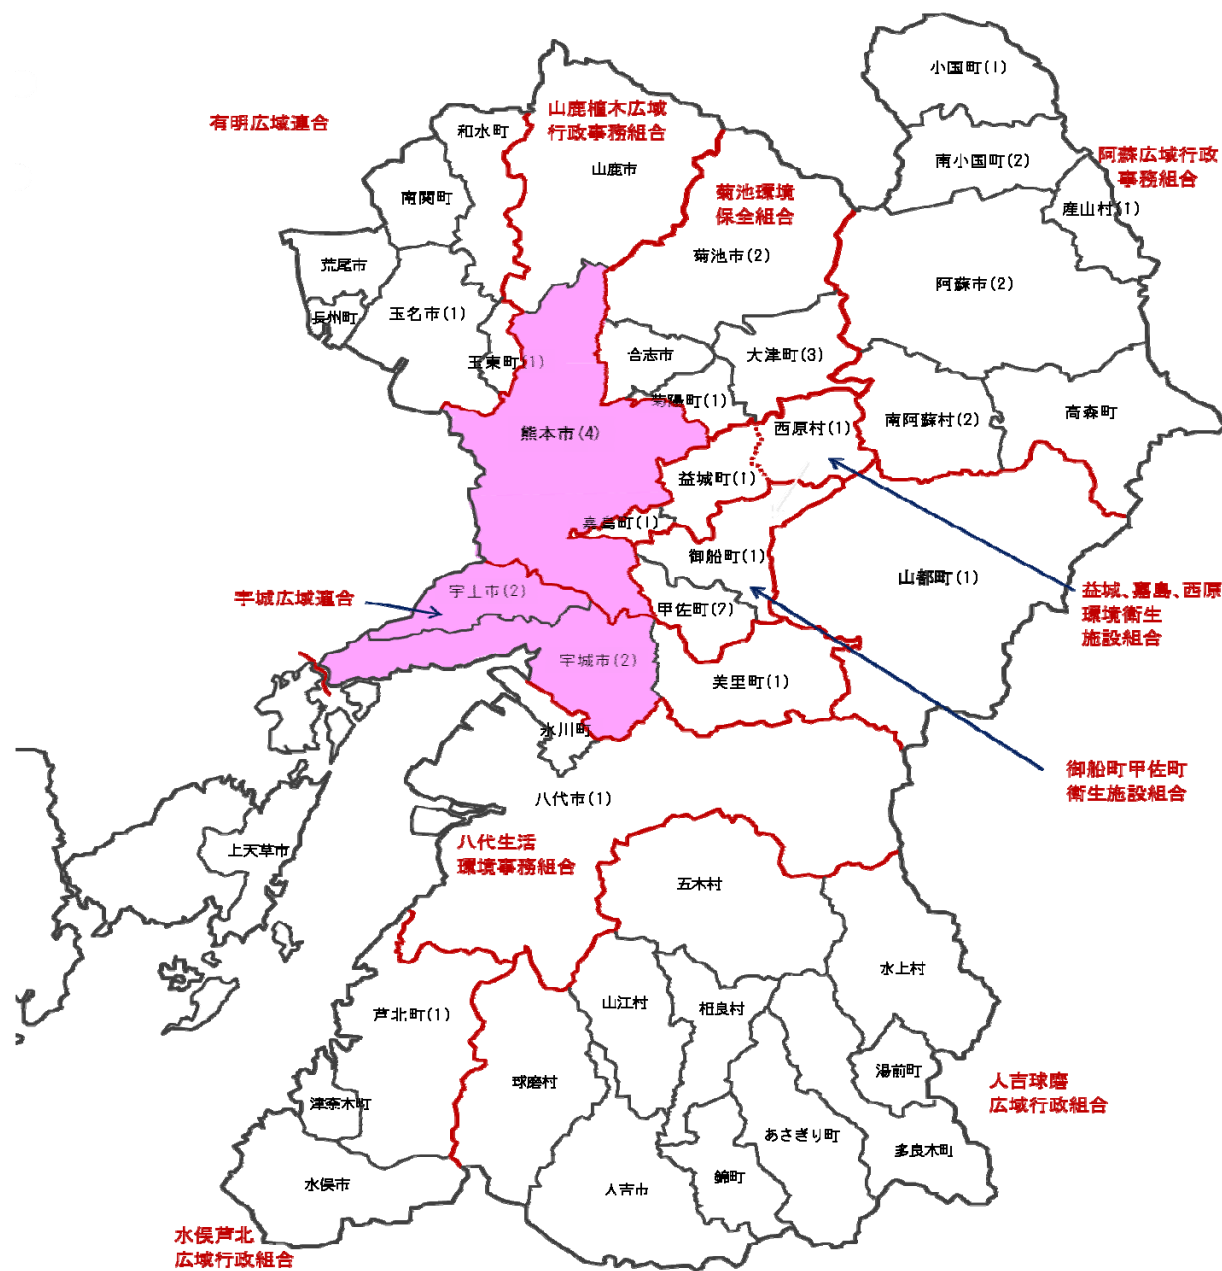 小国町(1)
山鹿植木広域
行政事務組合
有明広域連合
和水町
南小国町(2)
阿蘇広域行政
事務組合
山鹿市
菊池環境
保全組合
南関町
産山村(1)
菊池市(2)
荒尾市
阿蘇市(2)
長州町
玉名市(1)
玉東町(1)
合志市
大津町(3)
菊陽町(1)
南阿蘇村(2)
高森町
熊本市(4)
西原村(1)
益城町(1)
嘉島町(1)
御船町(1)
山都町(1)
宇城広域連合
宇土市(2)
益城、嘉島、西原
環境衛生
施設組合
甲佐町(2)
宇城市(2)
美里町(1)
氷川町
御船町甲佐町
衛生施設組合
八代市(1)
八代生活
環境事務組合
上天草市
五木村
水上村
山江村
相良村
芦北町(1)
湯前町
球磨村
人吉球磨
広域行政組合
津奈木町
あさぎり町
多良木町
水俣市
人吉市
錦町
水俣芦北
広域行政組合